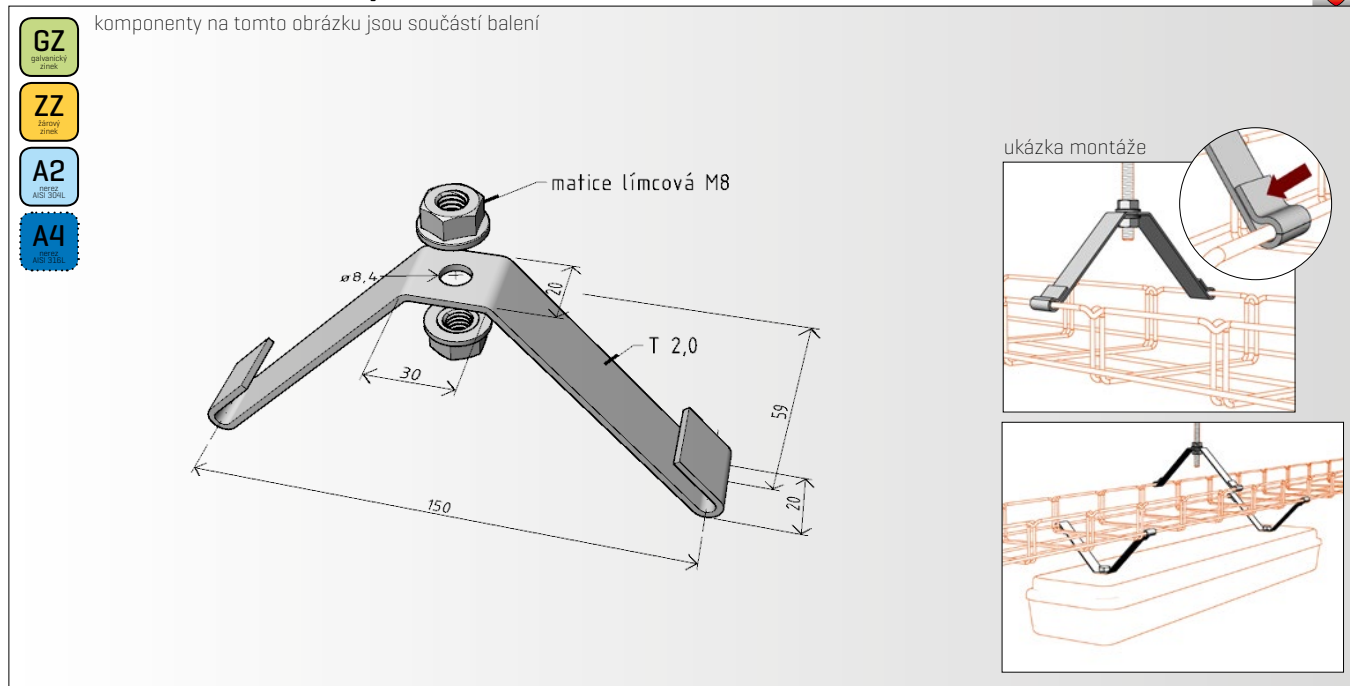 komponenty na tomto obrázku jsou součástí balení
GZ
galvanický
zinek
ZZ
žárový
zinek
A2
nerez
AISI 304L
A4
nerez
AISI 316L
matice límcová M8
ø8,4
20
T 2,0
30
59
20
150
ukázka montáže